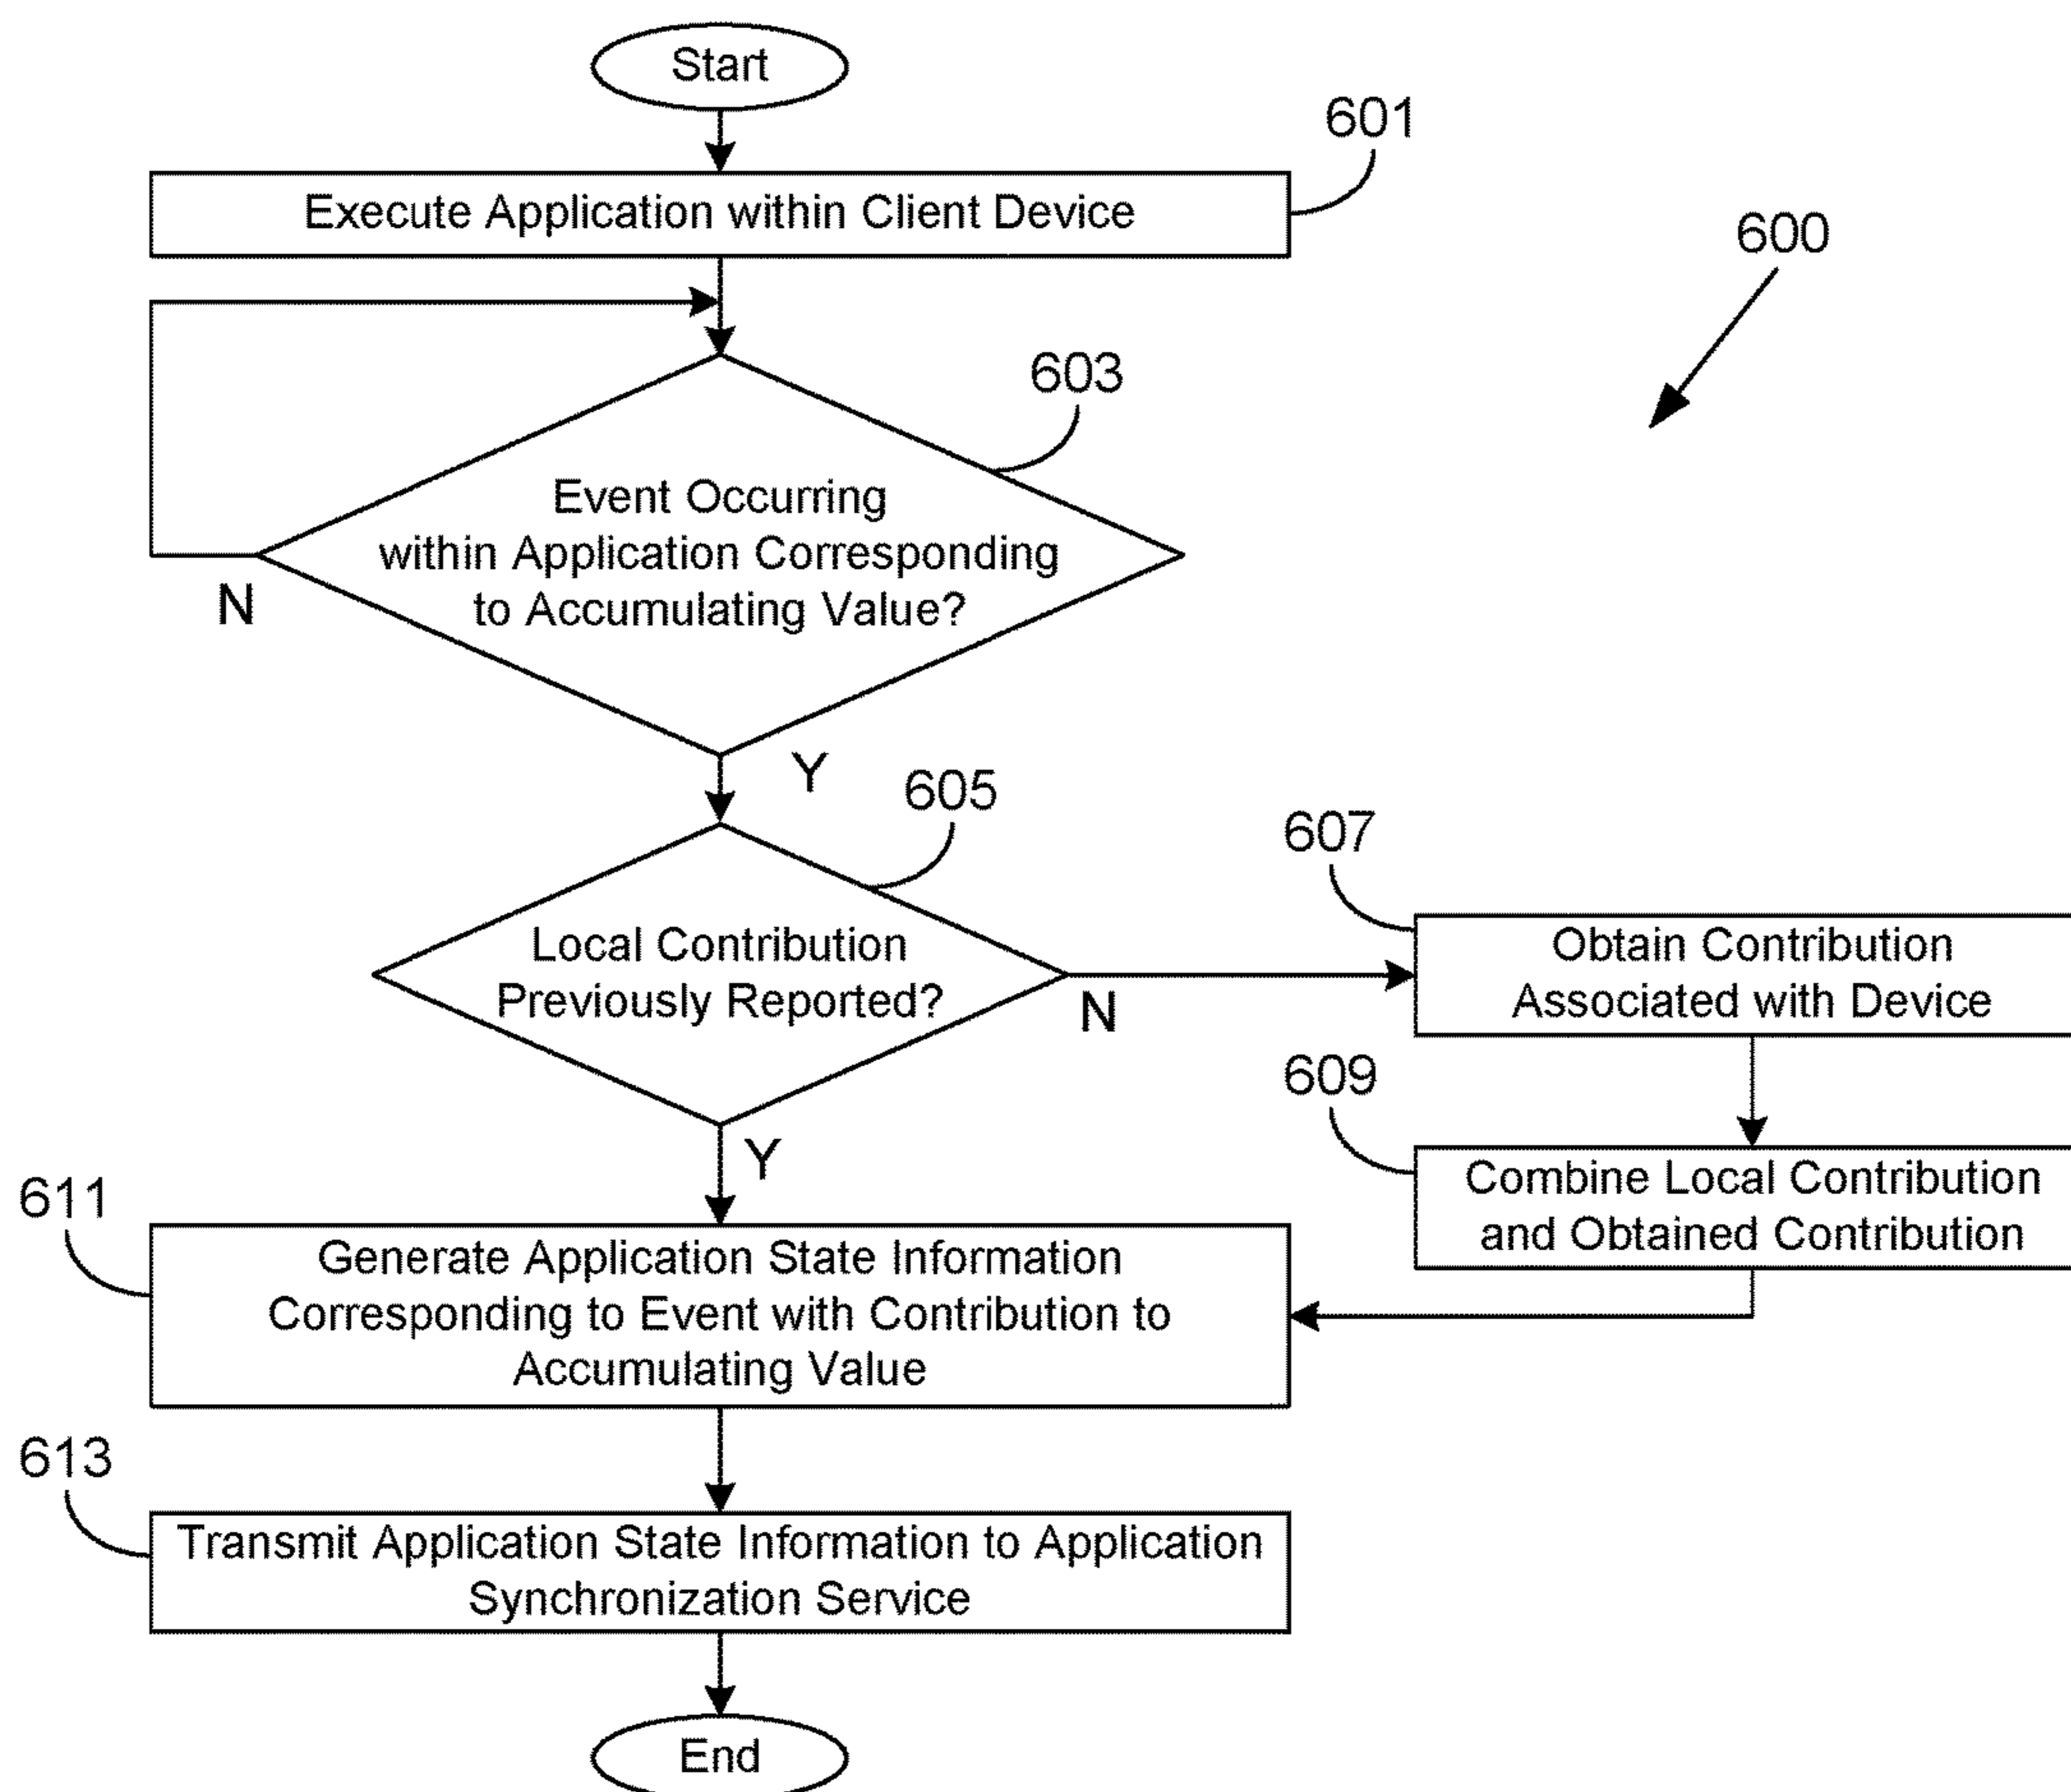 Start
601
Execute Application within Client Device
600
603
Event Occurring
within Application Corresponding
to Accumulating Value?
N
Y
605
607
Local Contribution
Previously Reported?
N
Obtain Contribution
Associated with Device
609
Y
Combine Local Contribution
and Obtained Contribution
611
Generate Application State Information
Corresponding to Event with Contribution to
Accumulating Value
613
Transmit Application State Information to Application
Synchronization Service
End